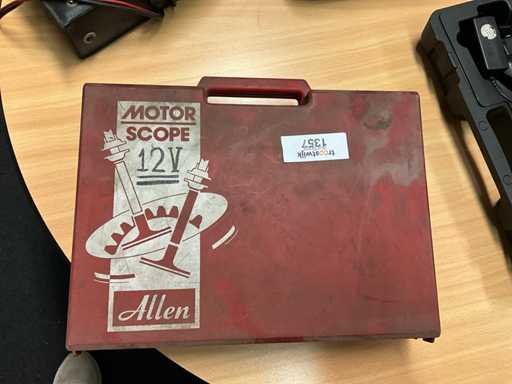 MOTOR
SCOPE
12V
troostwijk
1357
Allen